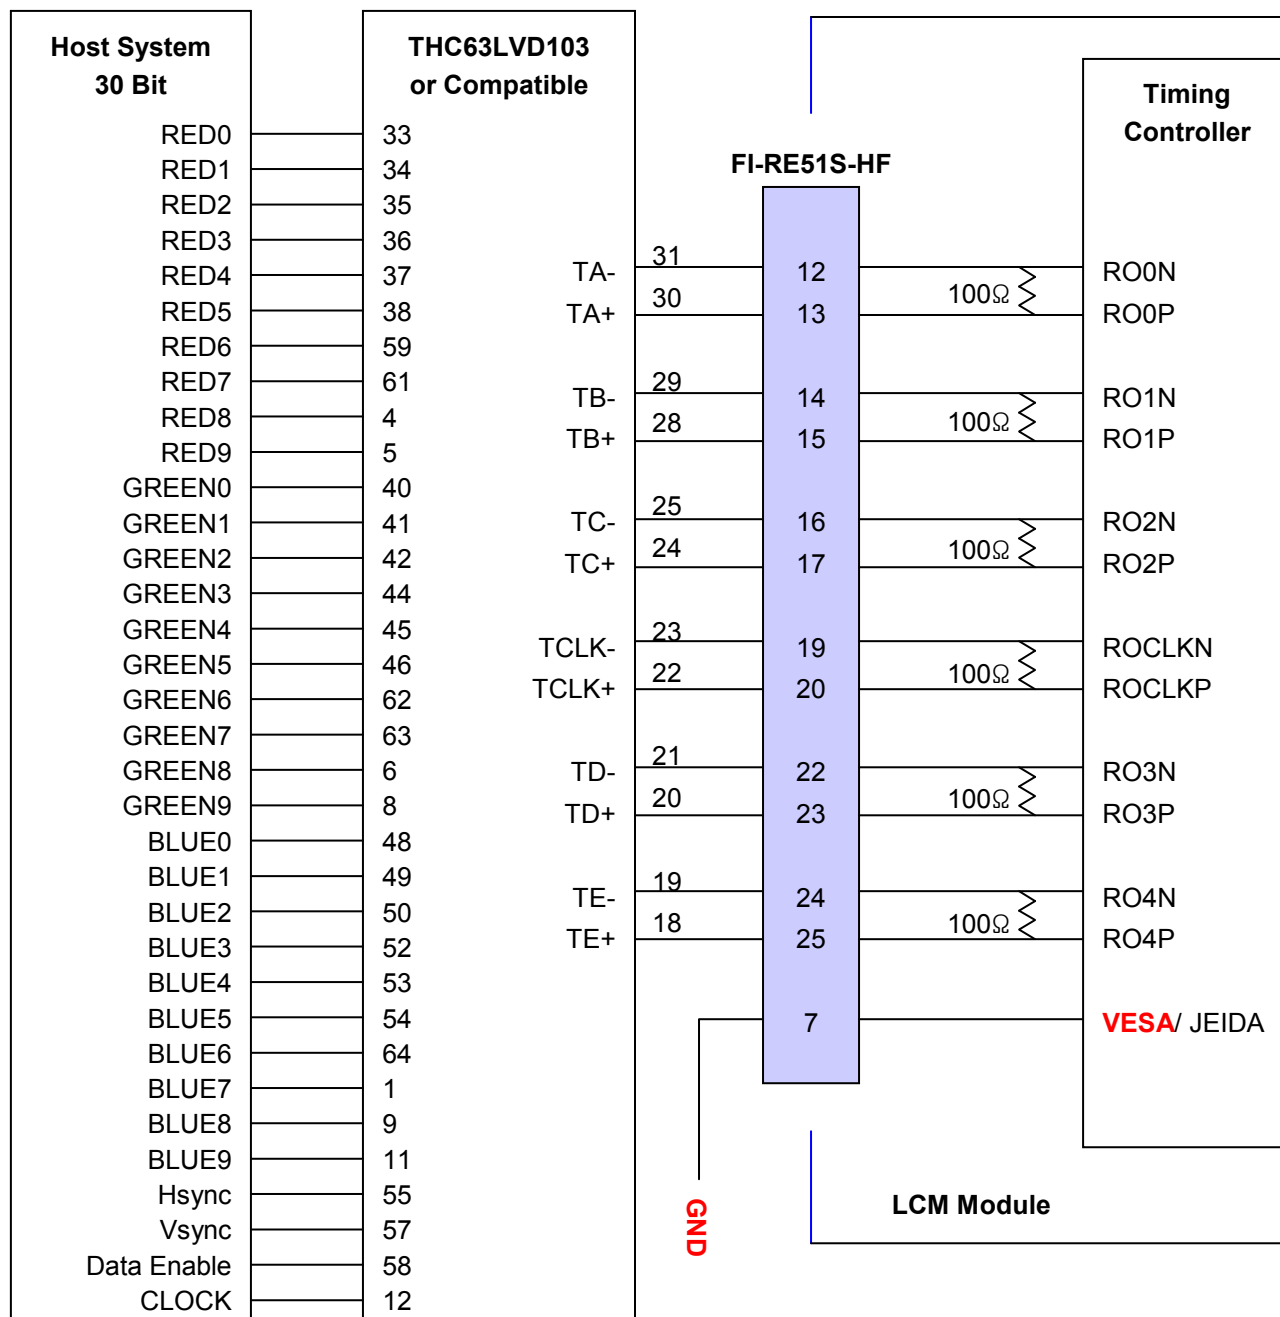 Host System
30 Bit
RED0
RED1
RED2
RED3
RED4
RED5
RED6
RED7
RED8
RED9
GREEN0
GREEN1
GREEN2
GREEN3
GREEN4
GREEN5
GREEN6
GREEN7
GREEN8
GREEN9
BLUE0
BLUE1
BLUE2
BLUE3
BLUE4
BLUE5
BLUE6
BLUE7
BLUE8
BLUE9
Hsync
Vsync
Data Enable
CLOCK
THC63LVD103
or Compatible
33
34
35
36
37
38
59
61
4
5
40
41
42
44
45
46
62
63
6
8
48
49
50
52
53
54
64
1
9
11
55
57
58
12
TA-
TA+
TB-
TB+
TC-
TC+
TCLK-
TCLK+
TD-
TD+
TE-
TE+
31
30
29
28
25
24
23
22
21
20
19
18
FI-RE51S-HF
12
13
14
15
16
17
19
20
22
23
24
25
7
100Ω
100Ω
100Ω
100Ω
100Ω
100Ω
Timing
Controller
RO0N
RO0P
RO1N
RO1P
RO2N
RO2P
ROCLKN
ROCLKP
RO3N
RO3P
RO4N
RO4P
VESA/ JEIDA
GND
LCM Module